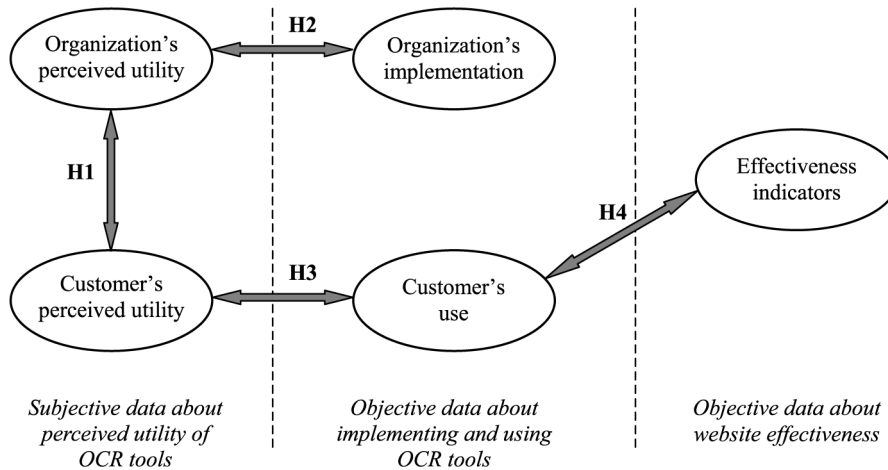 Organization's
perceived utility
H2
Organization's
implementation
H1
Effectiveness
indicators
H4
Customer's
perceived utility
H3
Customer's
use
Subjective data about
perceived utility of
OCR tools
Objective data about
implementing and using
OCR tools
Objective data about
website effectiveness